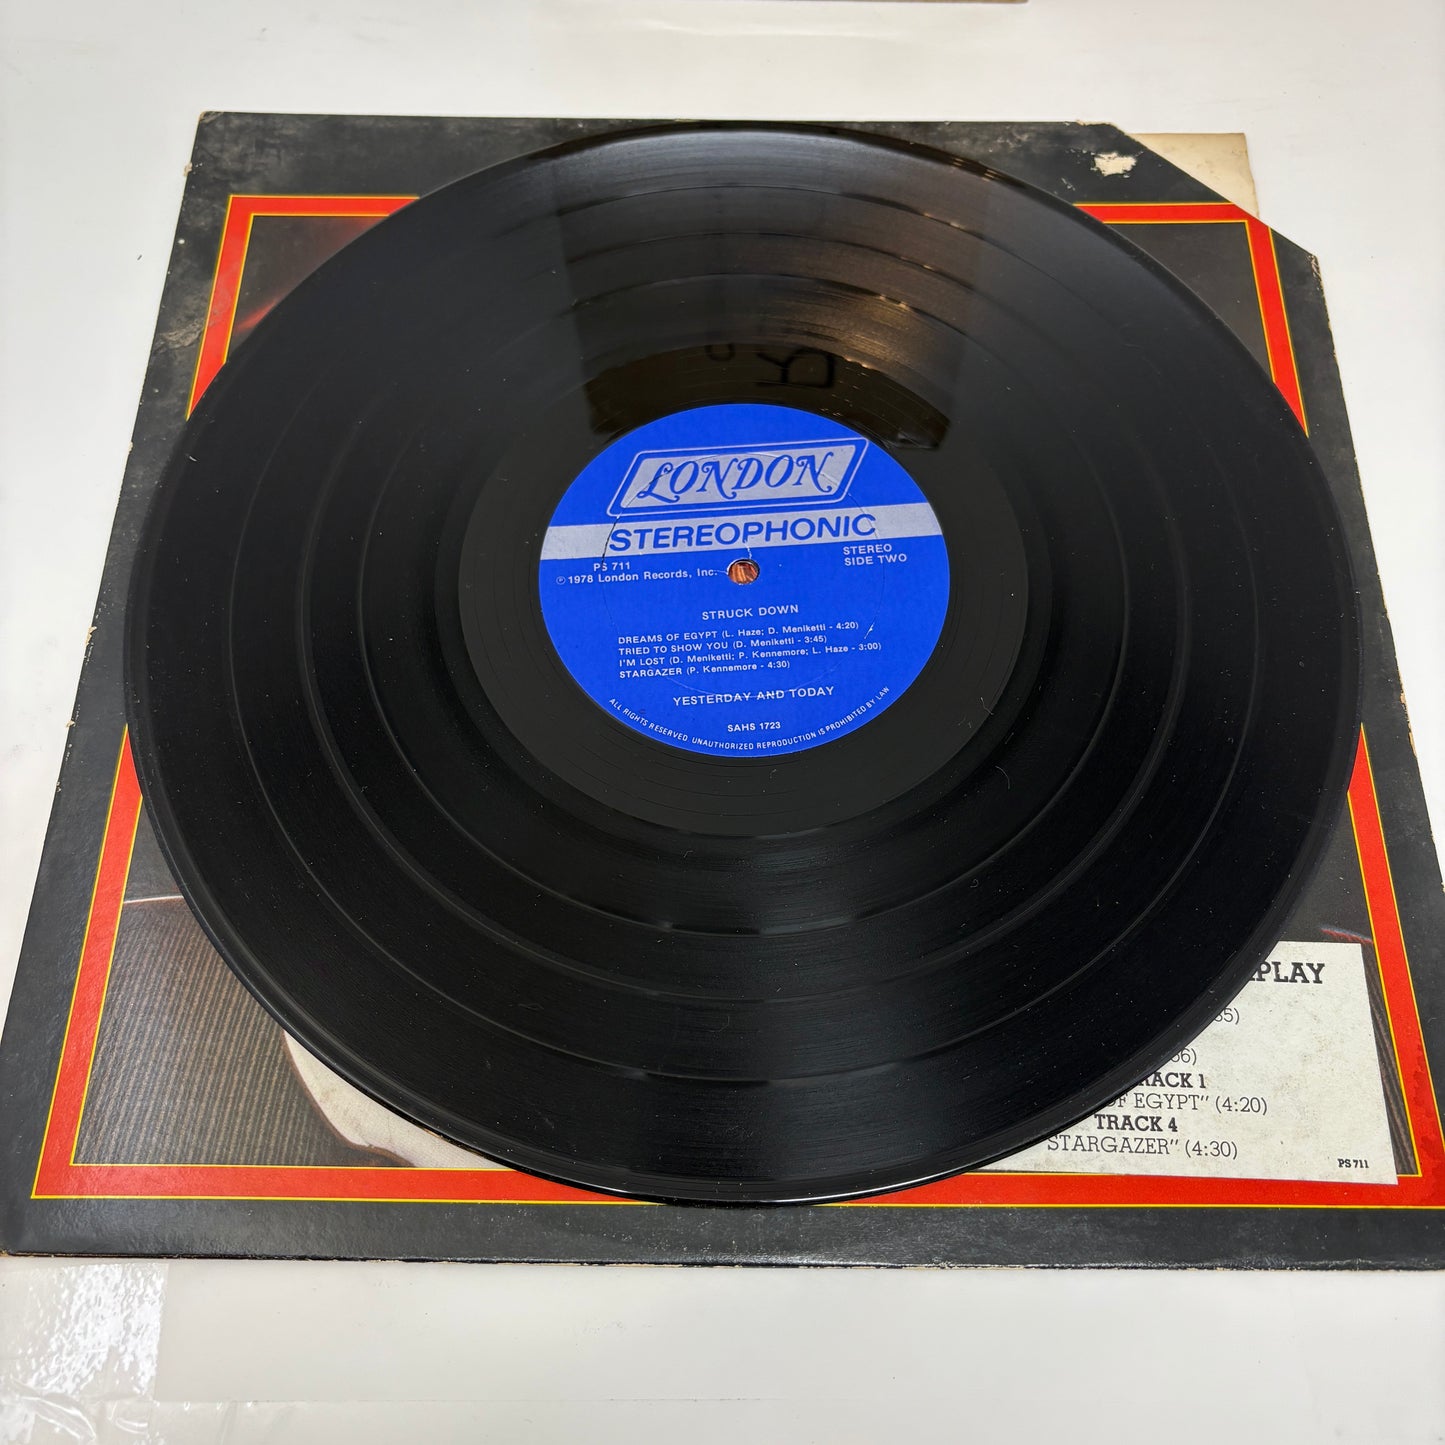 LONDON
STEREOPHONIC
PS 711
℗1978 London Records, Inc.
STEREO
SIDE TWO
STRUCK DOWN
DREAMS OF EGYPT (L. Haze; D. Meniketti - 4:20)
TRIED TO SHOW YOU (D. Meniketti - 3:45)
I'M LOST (D. Meniketti; P. Kennemore; L. Haze - 3:00)
STARGAZER (P. Kennemore - 4:30)
YESTERDAY AND TODAY
SAHS 1723
ALL RIGHTS RESERVED. UNAUTHORIZED REPRODUCTION IS PROHIBITED BY LAW
PLAY
TRACK 1
OF EGYPT" (4:20)
TRACK 4
STARGAZER" (4:30)
PS 711